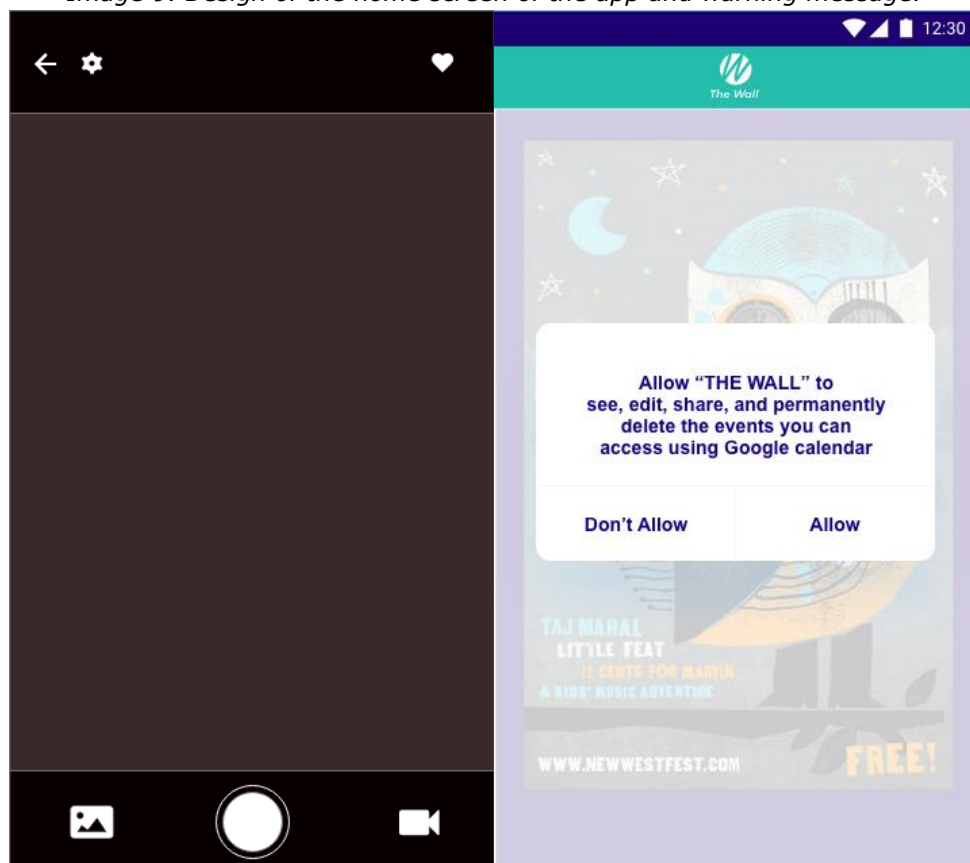 Image 9: Design of the home screen of the app and warning message.
12:30
The Wall
Allow “THE WALL” to
see, edit, share, and permanently
delete the events you can
access using Google calendar
Don’t Allow
Allow
TAJ MAHAL
LITTLE FEAT
12 CENTS FOR MARVIN
& KIDS' MUSIC ADVENTURE
WWW.NEWWESTFEST.COM
FREE!